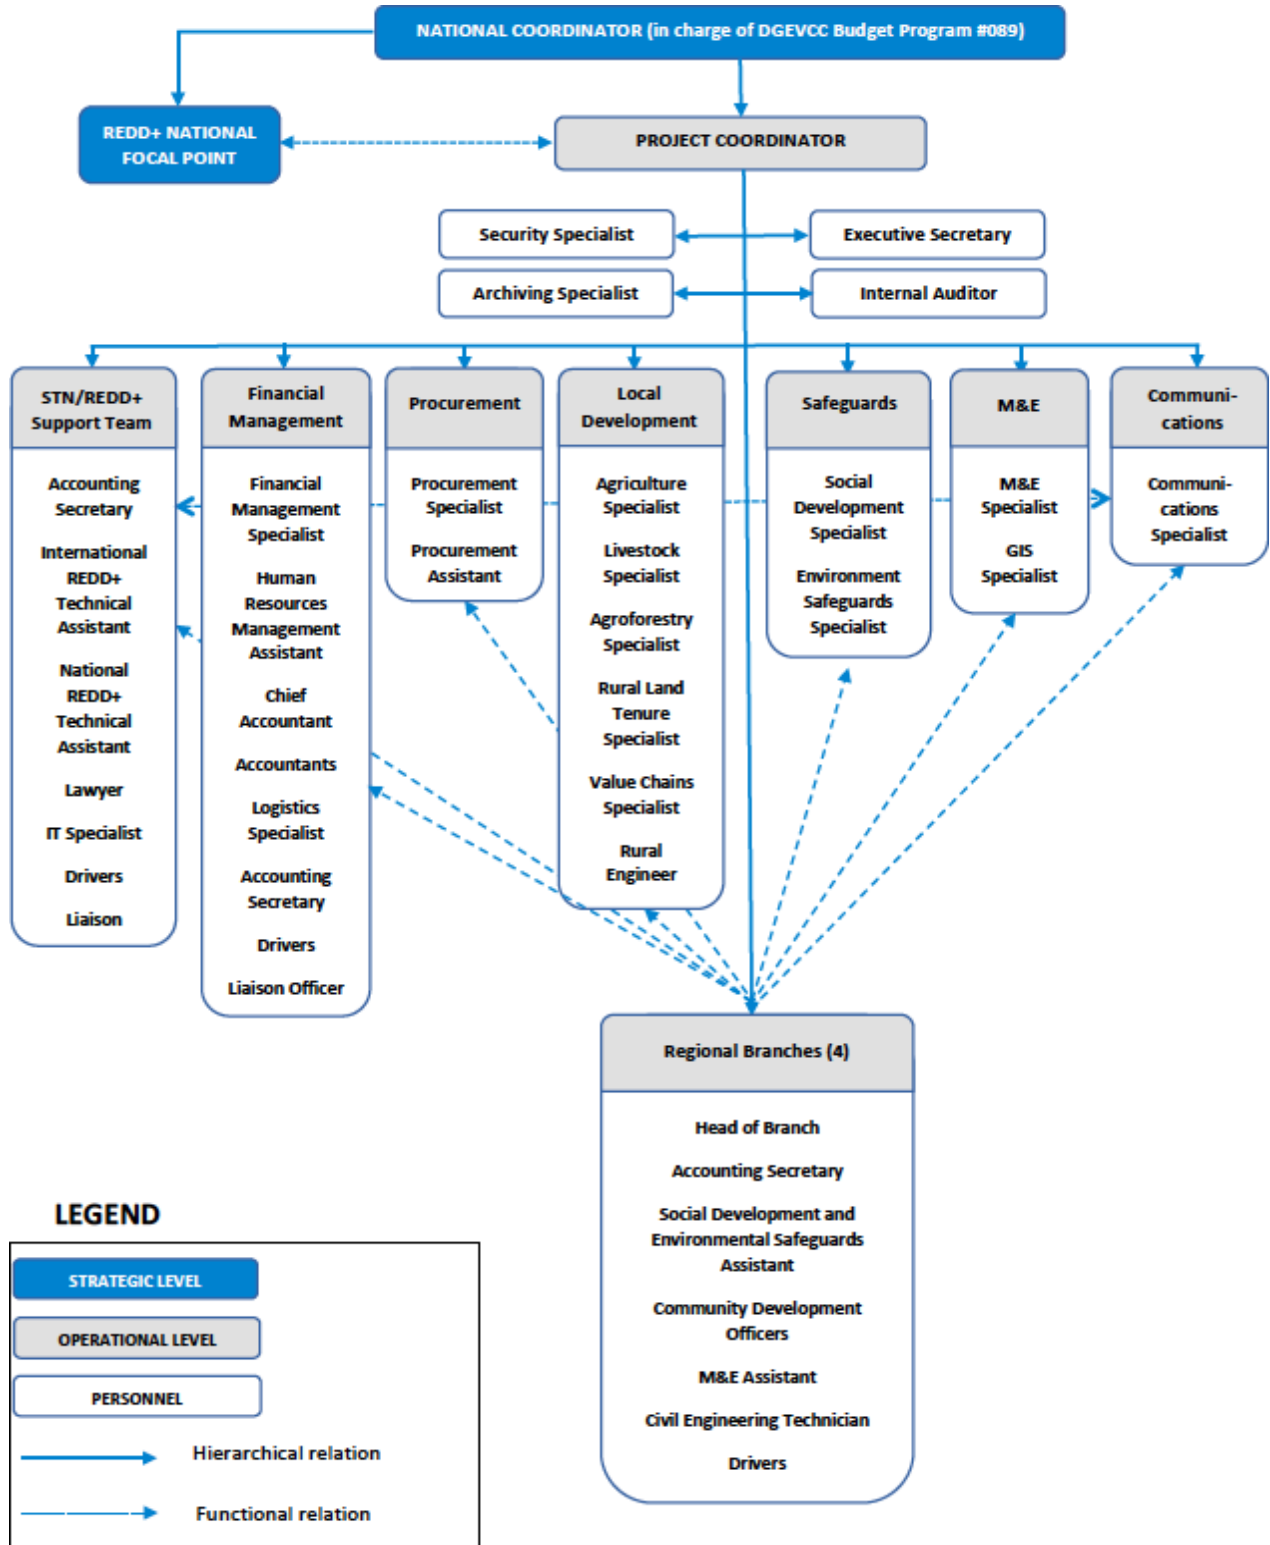 NATIONAL COORDINATOR (in charge of DGEVCC Budget Program #089)
REDD+ NATIONAL
FOCAL POINT
PROJECT COORDINATOR
Security Specialist
Executive Secretary
Archiving Specialist
Internal Auditor
STN/REDD+
Support Team
Accounting
Secretary
International
REDD+
Technical
Assistant
National
REDD+
Technical
Assistant
Lawyer
IT Specialist
Drivers
Liaison
Financial
Management
Financial
Management
Specialist
Human
Resources
Management
Assistant
Chief
Accountant
Accountants
Logistics
Specialist
Accounting
Secretary
Drivers
Liaison Officer
Procurement
Procurement
Specialist
Procurement
Assistant
Local
Development
Agriculture
Specialist
Livestock
Specialist
Agroforestry
Specialist
Rural Land
Tenure
Specialist
Value Chains
Specialist
Rural
Engineer
Safeguards
Social
Development
Specialist
Environment
Safeguards
Specialist
M&E
M&E
Specialist
GIS
Specialist
Communi-
cations
Communi-
cations
Specialist
Regional Branches (4)
Head of Branch
Accounting Secretary
Social Development and
Environmental Safeguards
Assistant
Community Development
Officers
M&E Assistant
Civil Engineering Technician
Drivers
LEGEND
STRATEGIC LEVEL
OPERATIONAL LEVEL
PERSONNEL
Hierarchical relation
Functional relation